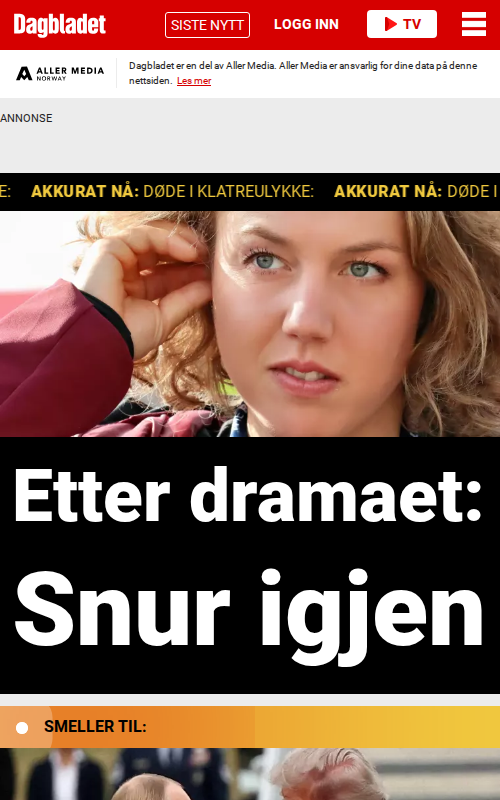 Dagbladet
SISTE NYTT
LOGG INN
TV
ALLER MEDIA
NORWAY
Dagbladet er en del av Aller Media. Aller Media er ansvarlig for dine data på denne
nettsiden. Les mer
ANNONSE
E: AKKURAT NÅ: DØDE I KLATREULYKKE: AKKURAT NÅ: DØDE I
Etter dramaet:
Snur igjen
SMELLER TIL: